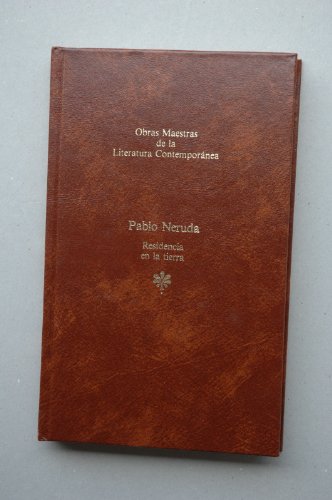 Obras Maestras
de la
Literatura Contemporánea
Pablo Neruda
Residencia
en la tierra